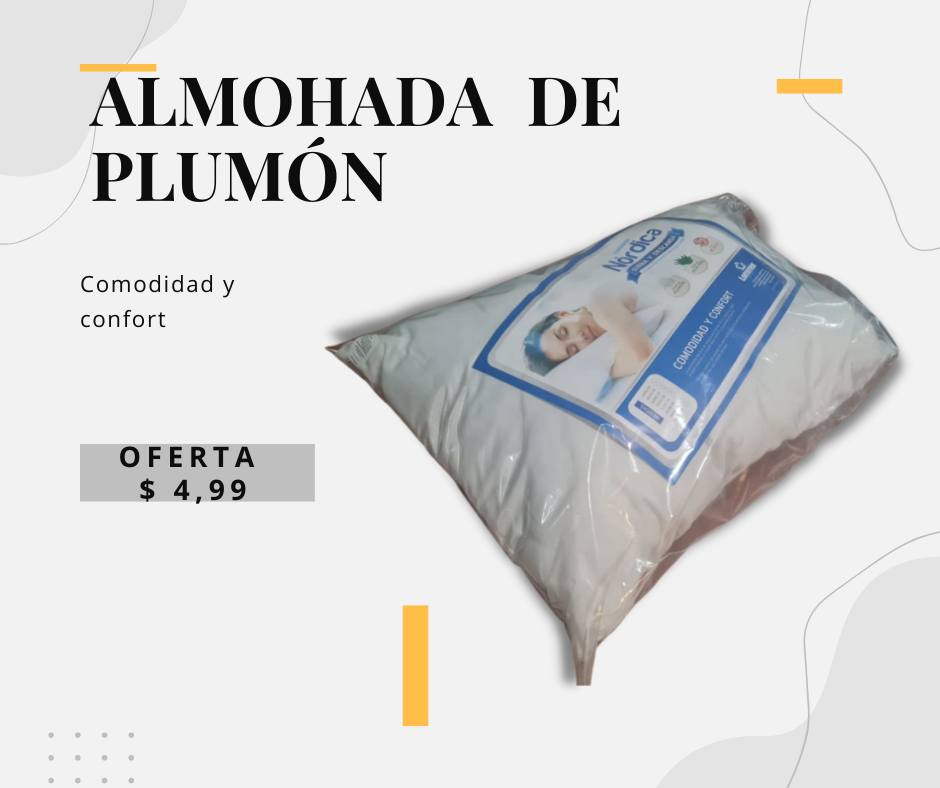 ALMOHADA DE
PLUMÓN
Comodidad y
confort
OFERTA
$ 4,99
Nórdica
COMODIDAD Y CONFORT